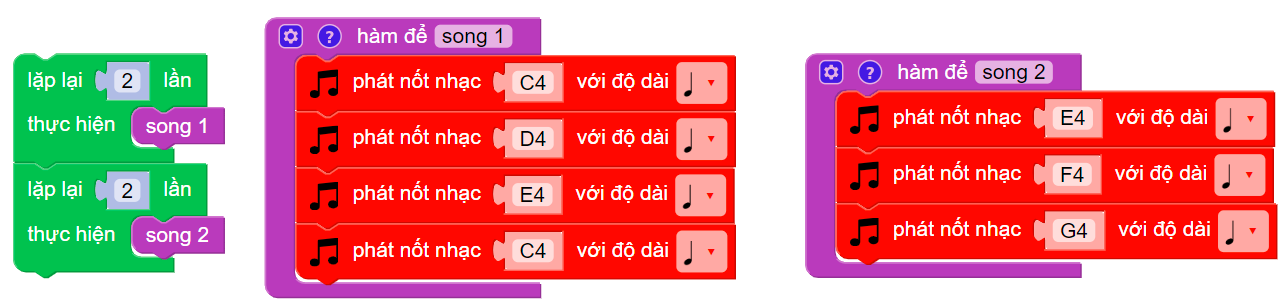 lặp lại 2 lần
thực hiện song 1
lặp lại 2 lần
thực hiện song 2
? hàm để song 1
phát nốt nhạc C4 với độ dài ♩
phát nốt nhạc D4 với độ dài ♩
phát nốt nhạc E4 với độ dài ♩
phát nốt nhạc C4 với độ dài ♩
? hàm để song 2
phát nốt nhạc E4 với độ dài ♩
phát nốt nhạc F4 với độ dài ♩
phát nốt nhạc G4 với độ dài ♩